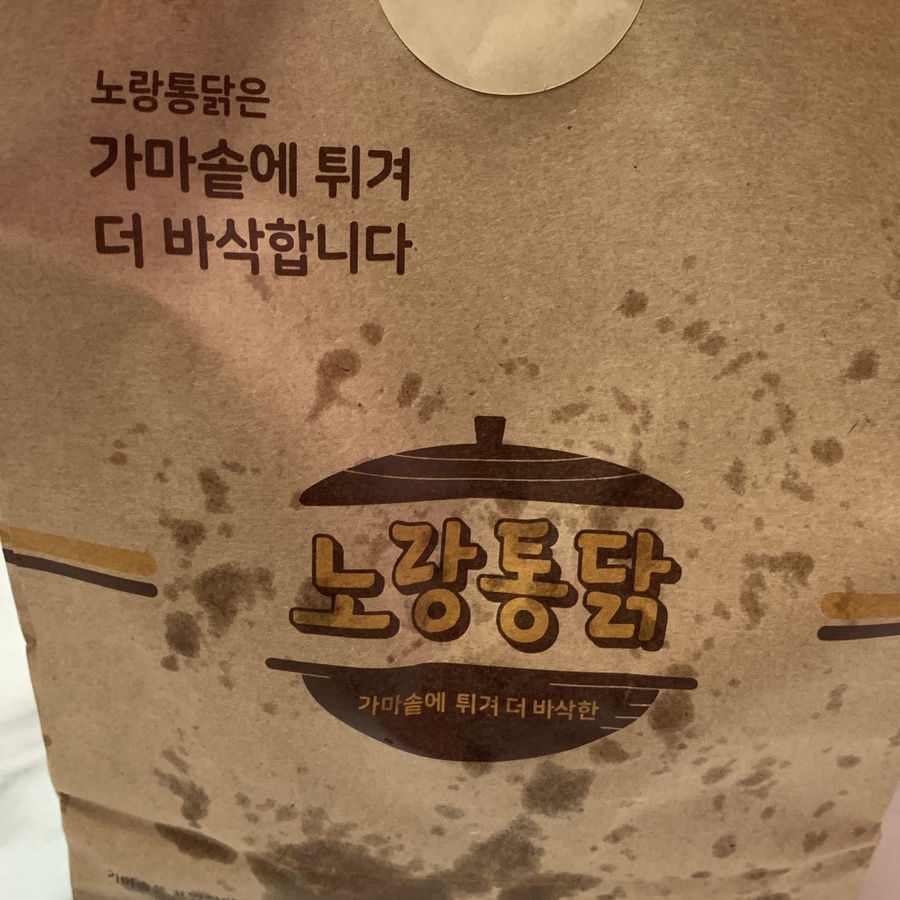 노랑통닭은
가마솥에 튀겨
더 바삭합니다
노랑통닭
가마솥에 튀겨 더 바삭한